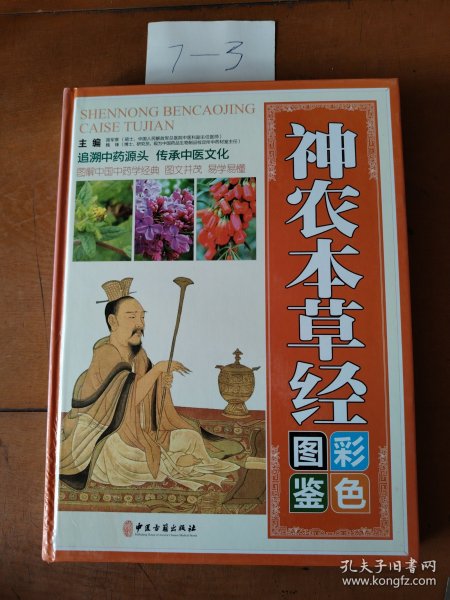 7-3
SHENNONG BENCAOJING
CAISE TUJIAN
主 编
追溯中药源头 传承中医文化
图解中国中药学经典 图文并茂 易学易懂
神农本草经
彩色
图鉴
中医古籍出版社
孔夫子旧书网
www.kongfz.com